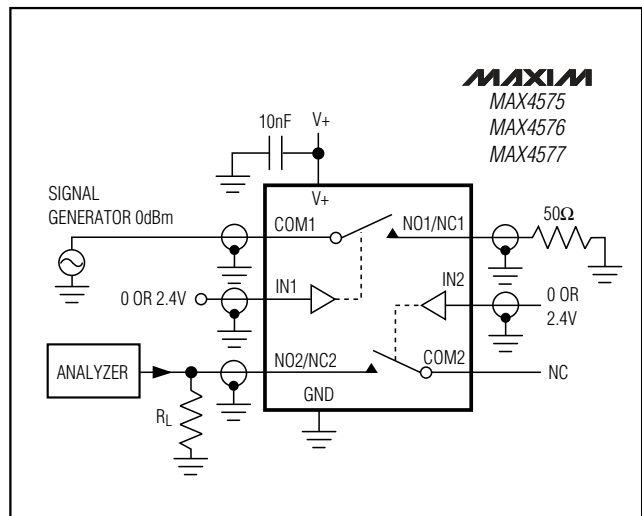 MAXIM
MAX4575
MAX4576
MAX4577
10nF
V+
V+
SIGNAL
GENERATOR 0dBm
COM1
NO1/NC1
50Ω
0 OR 2.4V
IN1
IN2
0 OR
2.4V
ANALYZER
NO2/NC2
COM2
NC
RL
GND